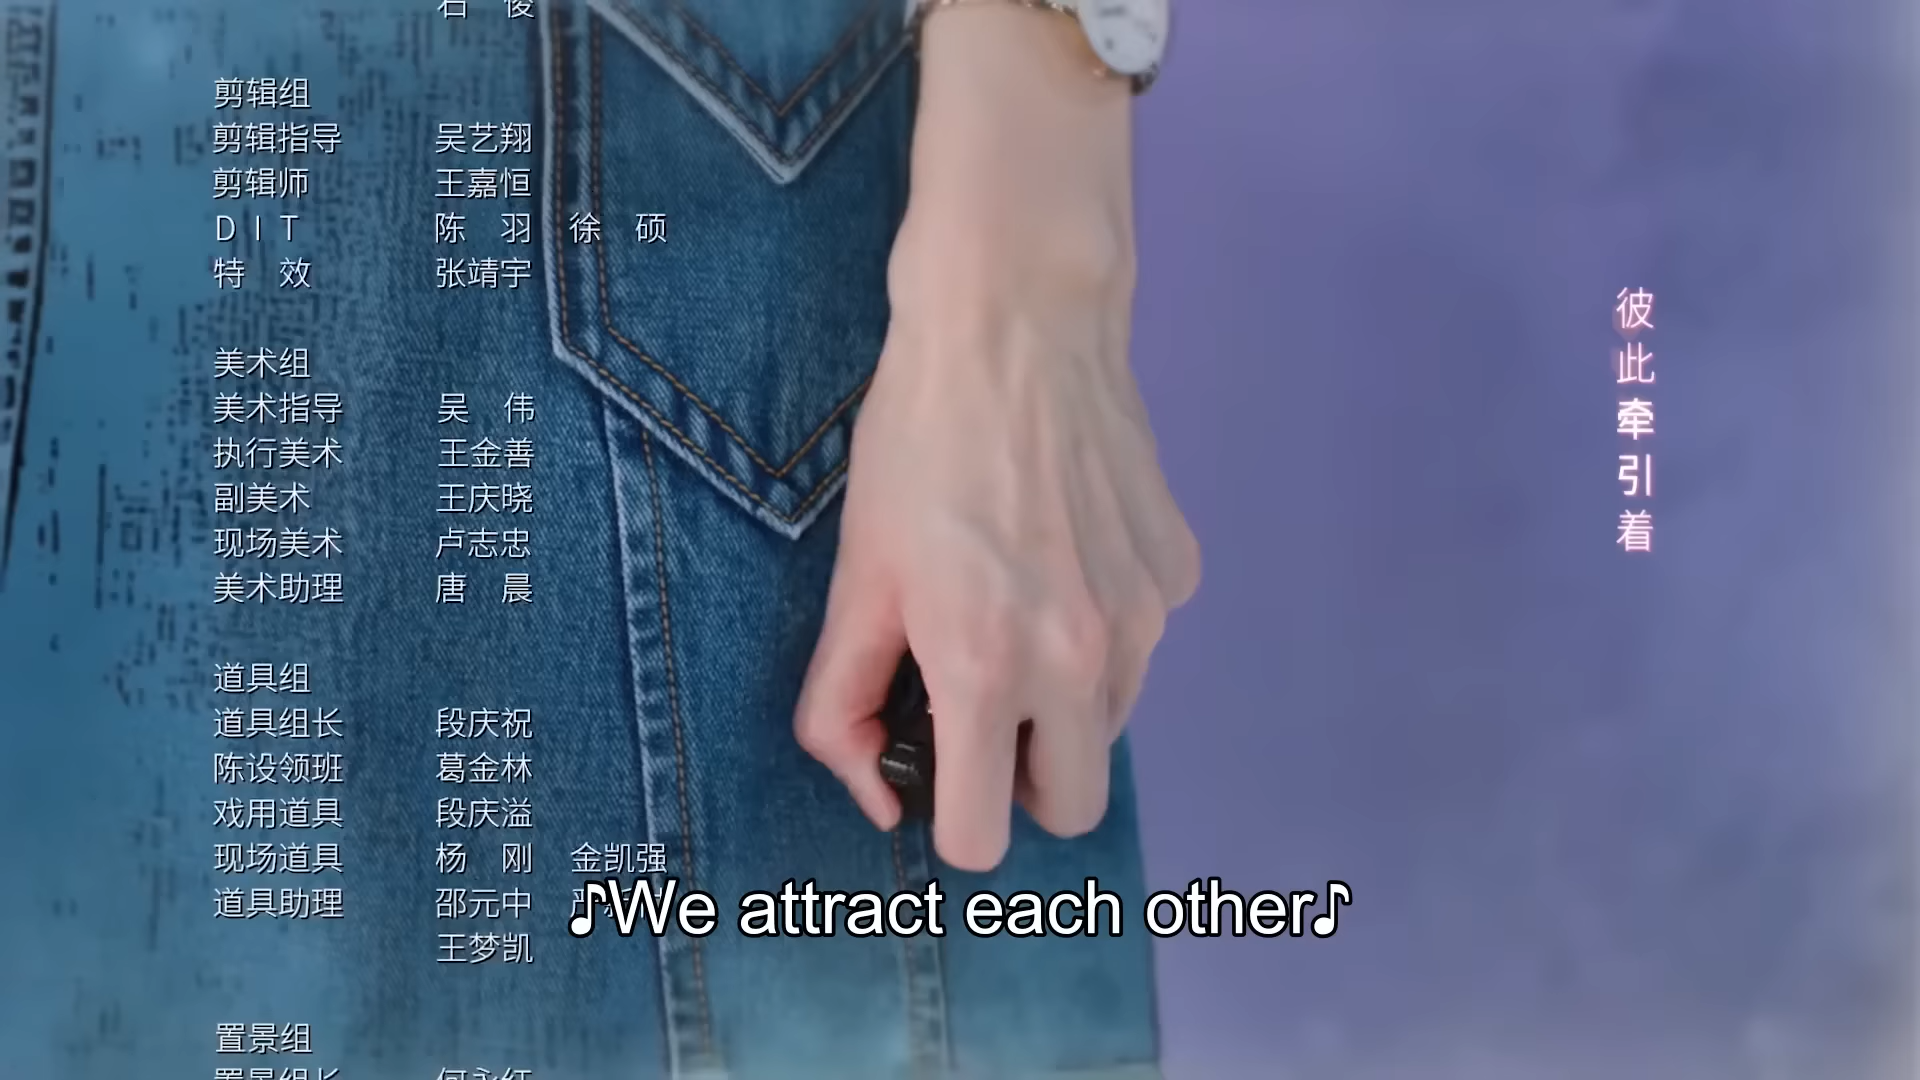 石 俊
剪辑组
剪辑指导 吴艺翔
剪辑师 王嘉恒
DIT 陈 羽 徐 硕
特 效 张靖宇
美术组
美术指导 吴 伟
执行美术 王金善
副美术 王庆晓
现场美术 卢志忠
美术助理 唐 晨
道具组
道具组长 段庆祝
陈设领班 葛金林
戏用道具 段庆溢
现场道具 杨 刚 金凯强
道具助理 邵元中
王梦凯
置景组
置景组长
彼此牵引着
♪We attract each other♪